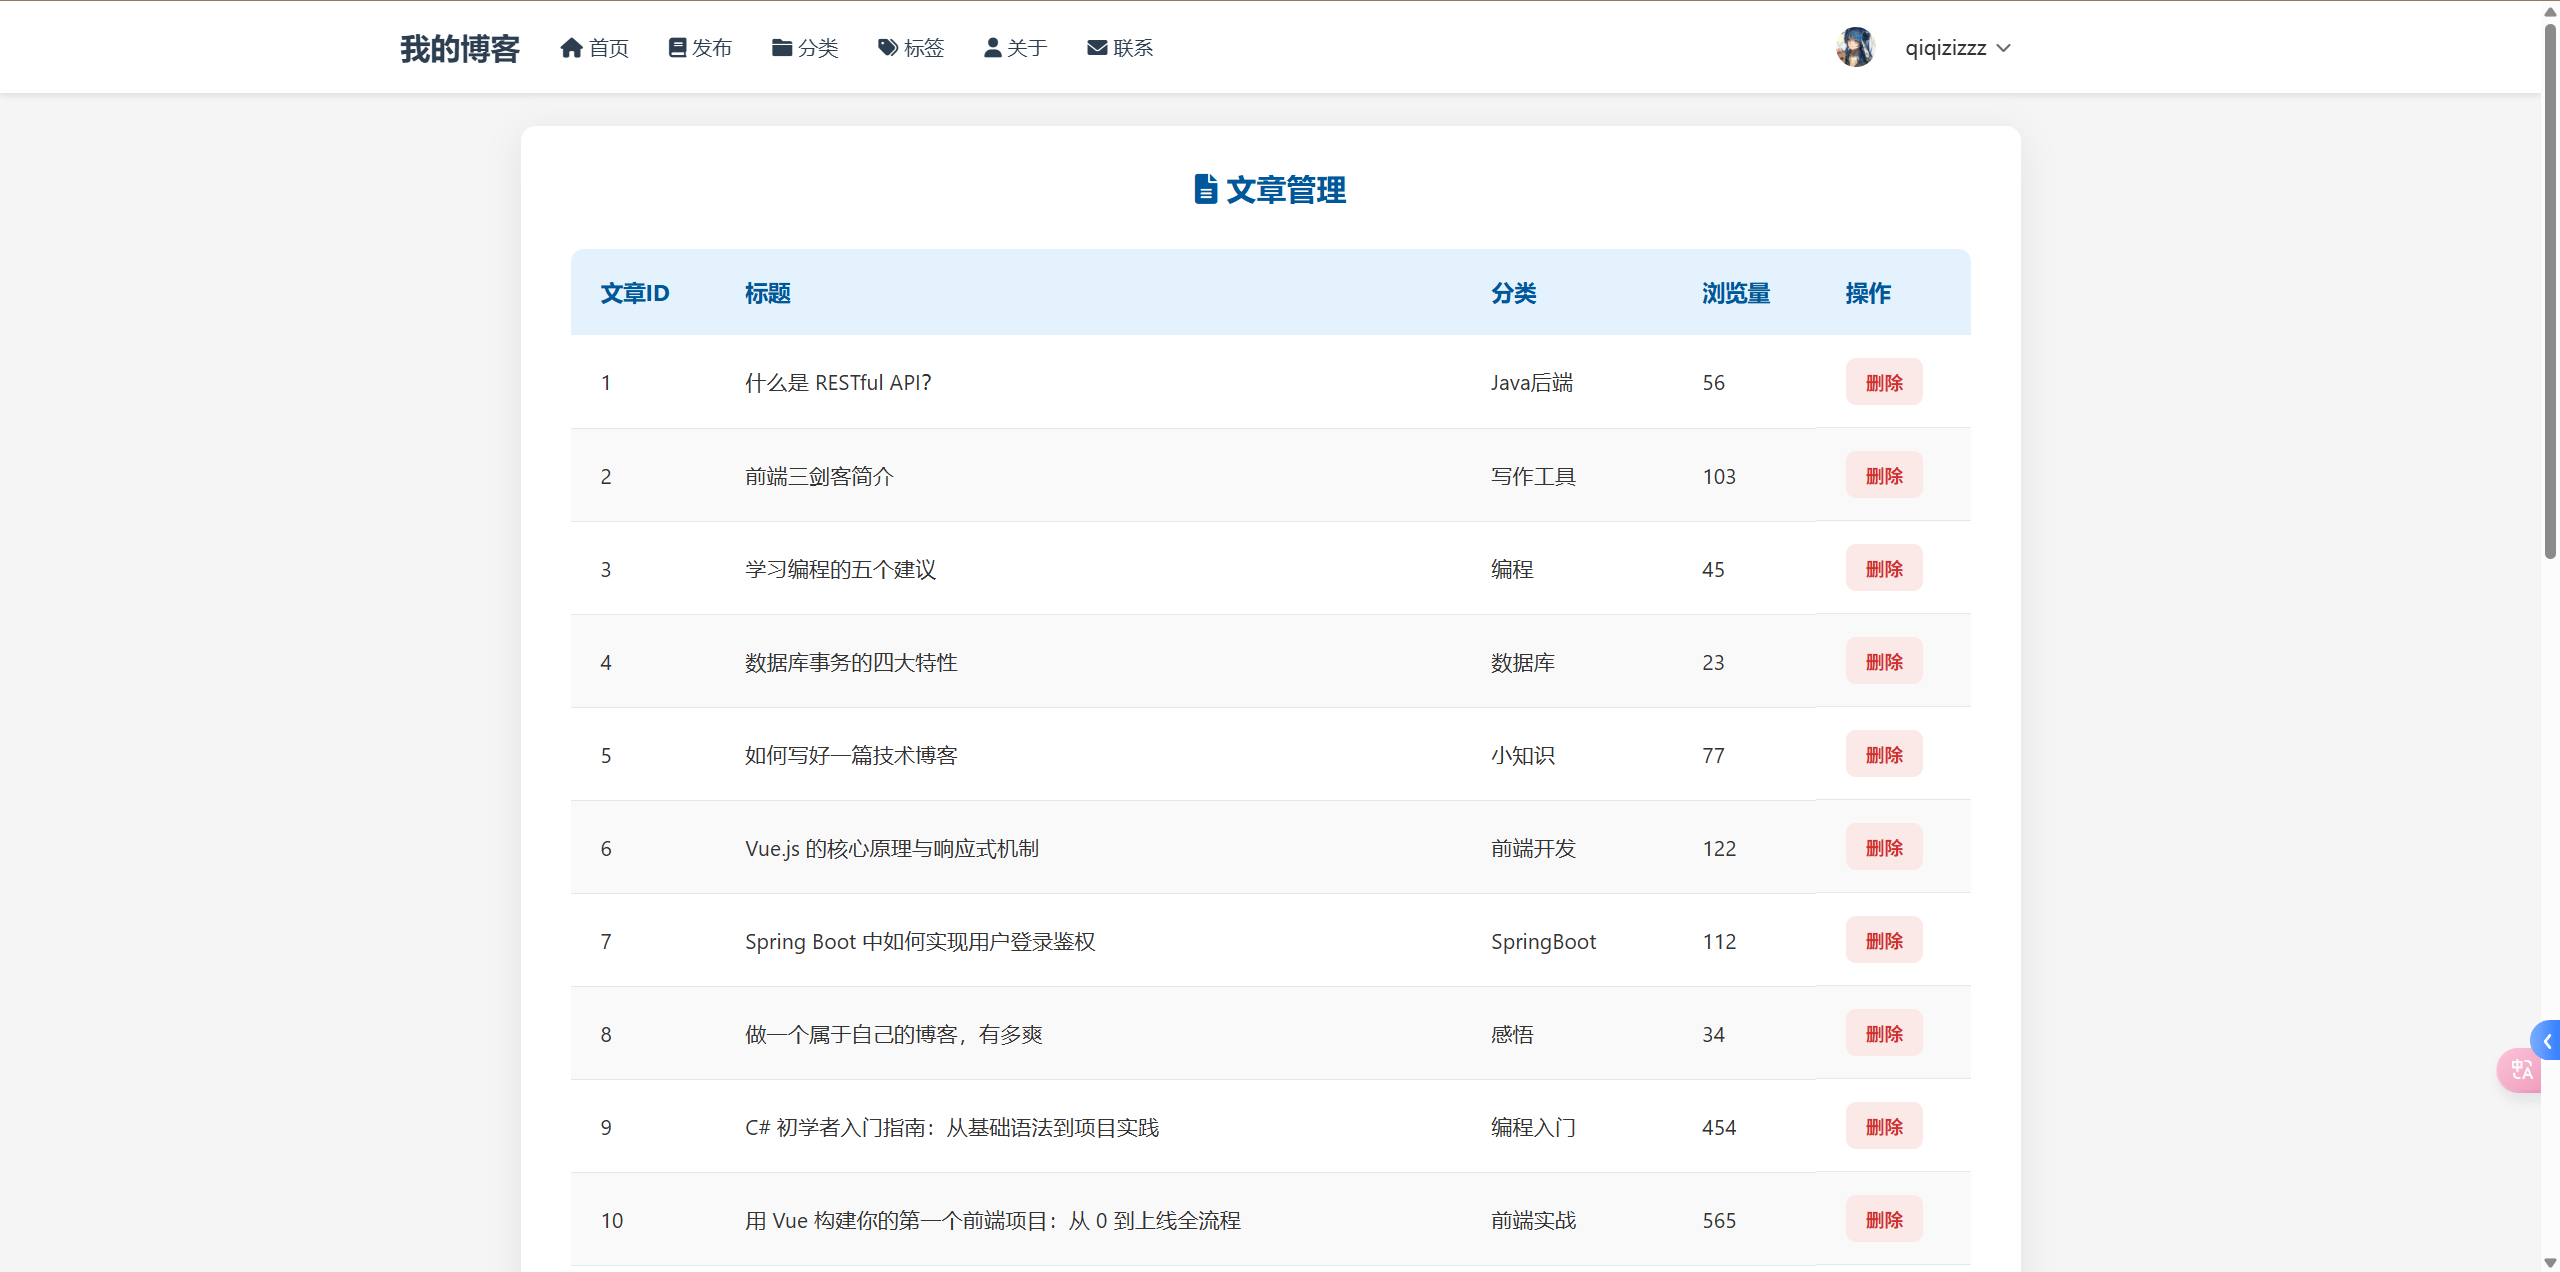 我的博客 首页 发布 分类 标签 关于 联系 qiqizizzz
文章管理
文章ID 标题 分类 浏览量 操作
1 什么是 RESTful API？ Java后端 56 删除
2 前端三剑客简介 写作工具 103 删除
3 学习编程的五个建议 编程 45 删除
4 数据库事务的四大特性 数据库 23 删除
5 如何写好一篇技术博客 小知识 77 删除
6 Vue.js 的核心原理与响应式机制 前端开发 122 删除
7 Spring Boot 中如何实现用户登录鉴权 SpringBoot 112 删除
8 做一个属于自己的博客，有多爽 感悟 34 删除
9 C# 初学者入门指南：从基础语法到项目实践 编程入门 454 删除
10 用 Vue 构建你的第一个前端项目：从 0 到上线全流程 前端实战 565 删除
中A